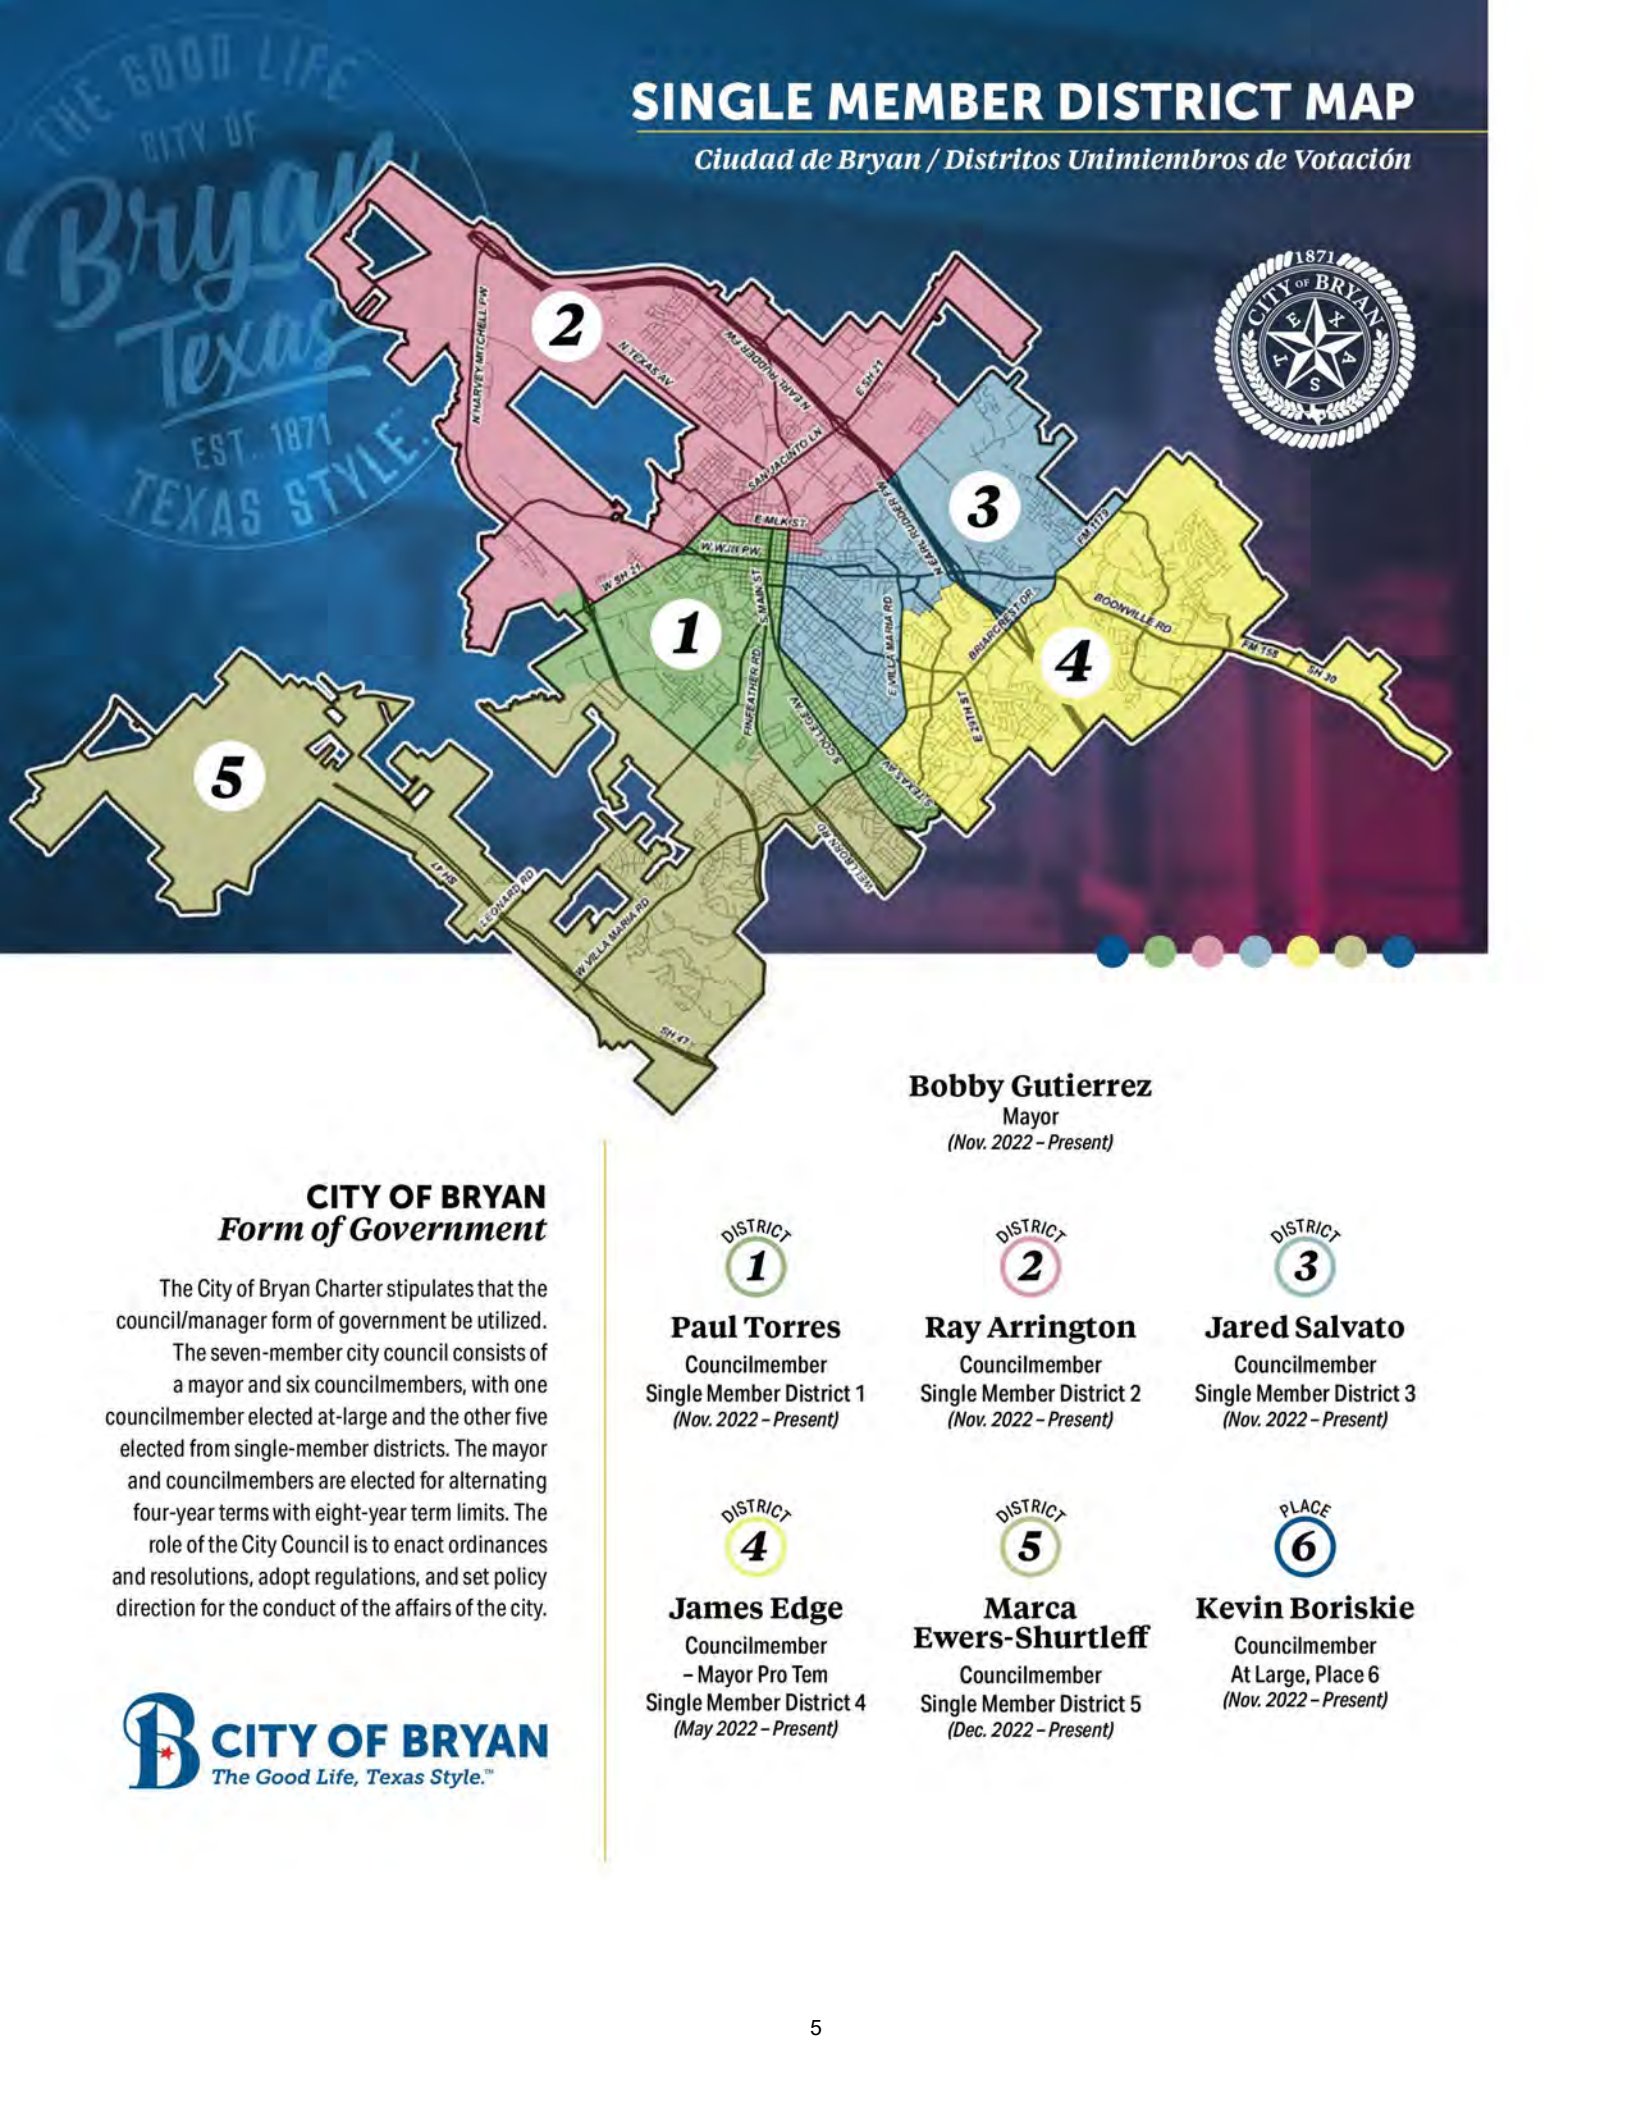 THE GOOD LIFE
CITY OF
Bryan
Texas
EST. 1871
TEXAS STYLE.
SINGLE MEMBER DISTRICT MAP
Ciudad de Bryan / Distritos Unimiembros de Votación
1871
CITY OF BRYAN
T E X A S
2
N HARVEY MITCHELL PW
N TEXAS AV
N EARL RUDDER FW
E SH 21
SAN JACINTO LN
3
N EARL RUDDER FW
N EARL RUDDER FW
FM 1179
E MLK ST
W WJB PW
W SH 21
1
S MAIN ST
FINFEATHER RD
S COLLEGE AV
E VILLA MARIA RD
BRIARCREST DR
BOONVILLE RD
4
FM 158
SH 30
E 29TH ST
S TEXAS AV
5
WELLBORN RD
SH 47
LEONARD RD
W VILLA MARIA RD
SH 47
Bobby Gutierrez
Mayor
(Nov. 2022 – Present)
CITY OF BRYAN
Form of Government
The City of Bryan Charter stipulates that the
council/manager form of government be utilized.
The seven-member city council consists of
a mayor and six councilmembers, with one
councilmember elected at-large and the other five
elected from single-member districts. The mayor
and councilmembers are elected for alternating
four-year terms with eight-year term limits. The
role of the City Council is to enact ordinances
and resolutions, adopt regulations, and set policy
direction for the conduct of the affairs of the city.
B CITY OF BRYAN
The Good Life, Texas Style.™
DISTRICT
1
Paul Torres
Councilmember
Single Member District 1
(Nov. 2022 – Present)
DISTRICT
2
Ray Arrington
Councilmember
Single Member District 2
(Nov. 2022 – Present)
DISTRICT
3
Jared Salvato
Councilmember
Single Member District 3
(Nov. 2022 – Present)
DISTRICT
4
James Edge
Councilmember
– Mayor Pro Tem
Single Member District 4
(May 2022 – Present)
DISTRICT
5
Marca
Ewers-Shurtleff
Councilmember
Single Member District 5
(Dec. 2022 – Present)
PLACE
6
Kevin Boriskie
Councilmember
At Large, Place 6
(Nov. 2022 – Present)
5